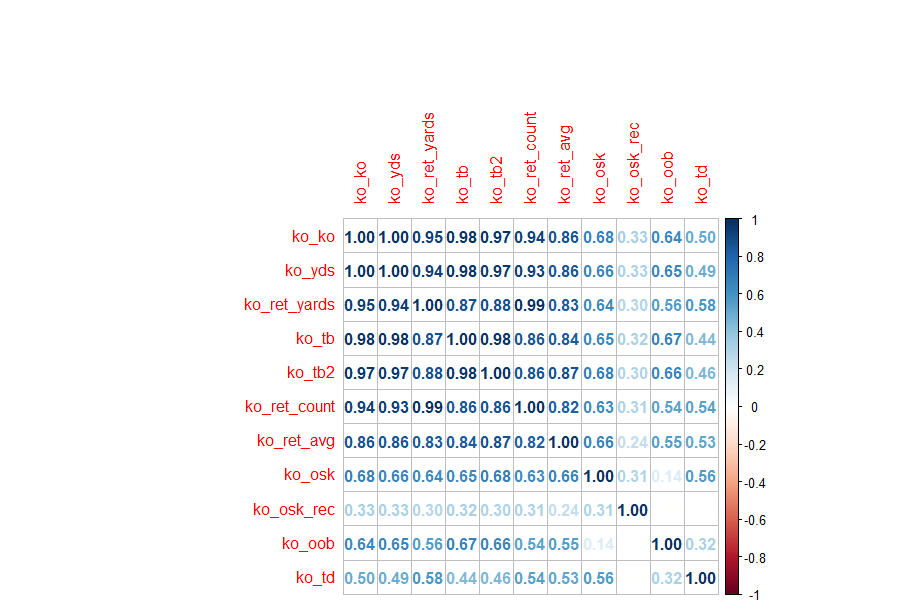 ko_ko ko_yds ko_ret_yards ko_tb ko_tb2 ko_ret_count ko_ret_avg ko_osk ko_osk_rec ko_oob ko_td
ko_ko 1.00 1.00 0.95 0.98 0.97 0.94 0.86 0.68 0.33 0.64 0.50
ko_yds 1.00 1.00 0.94 0.98 0.97 0.93 0.86 0.66 0.33 0.65 0.49
ko_ret_yards 0.95 0.94 1.00 0.87 0.88 0.99 0.83 0.64 0.30 0.56 0.58
ko_tb 0.98 0.98 0.87 1.00 0.98 0.86 0.84 0.65 0.32 0.67 0.44
ko_tb2 0.97 0.97 0.88 0.98 1.00 0.86 0.87 0.68 0.30 0.66 0.46
ko_ret_count 0.94 0.93 0.99 0.86 0.86 1.00 0.82 0.63 0.31 0.54 0.54
ko_ret_avg 0.86 0.86 0.83 0.84 0.87 0.82 1.00 0.66 0.24 0.55 0.53
ko_osk 0.68 0.66 0.64 0.65 0.68 0.63 0.66 1.00 0.31 0.14 0.56
ko_osk_rec 0.33 0.33 0.30 0.32 0.30 0.31 0.24 0.31 1.00
ko_oob 0.64 0.65 0.56 0.67 0.66 0.54 0.55 0.14 1.00 0.32
ko_td 0.50 0.49 0.58 0.44 0.46 0.54 0.53 0.56 0.32 1.00
1
0.8
0.6
0.4
0.2
0
-0.2
-0.4
-0.6
-0.8
-1